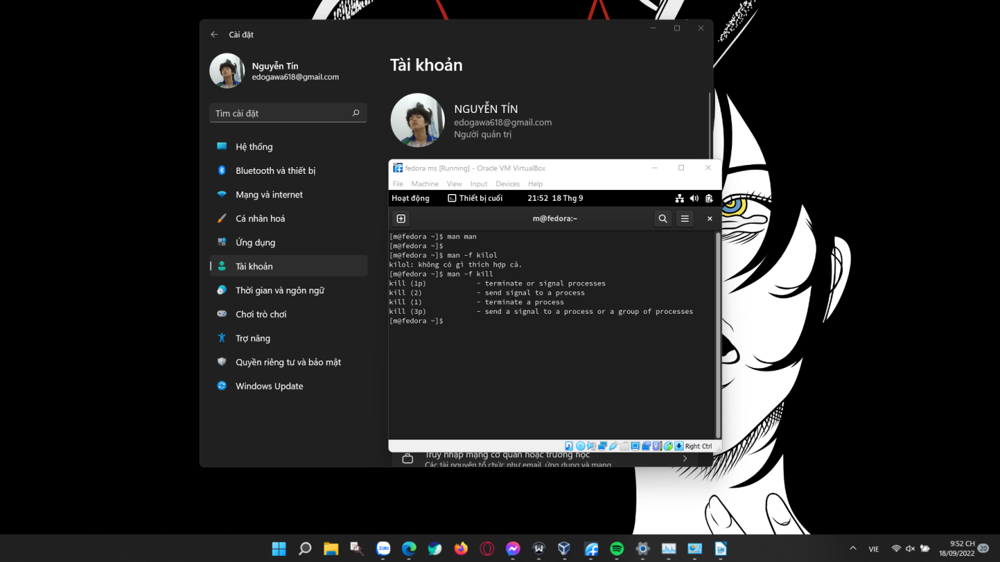 Cài đặt
Nguyễn Tín
edogawa618@gmail.com
Tìm cài đặt
Hệ thống
Bluetooth và thiết bị
Mạng và internet
Cá nhân hoá
Ứng dụng
Tài khoản
Thời gian và ngôn ngữ
Chơi trò chơi
Trợ năng
Quyền riêng tư và bảo mật
Windows Update
Tài khoản
NGUYỄN TÍN
edogawa618@gmail.com
Người quản trị
fedora ms [Running] - Oracle VM VirtualBox
File Machine View Input Devices Help
Hoạt động Thiết bị cuối 21:52 18 Thg 9
m@fedora:~
[m@fedora ~]$ man man
[m@fedora ~]$
[m@fedora ~]$ man -f kilol
kilol: không có gì thích hợp cả.
[m@fedora ~]$ man -f kill
kill (1p) - terminate or signal processes
kill (2) - send signal to a process
kill (1) - terminate a process
kill (3p) - send a signal to a process or a group of processes
[m@fedora ~]$
Right Ctrl
Truy nhập mạng cơ quan hoặc trường học
Các tài nguyên tổ chức như email, ứng dụng và mạng
Zalo
VIE
9:52 CH
18/09/2022
20